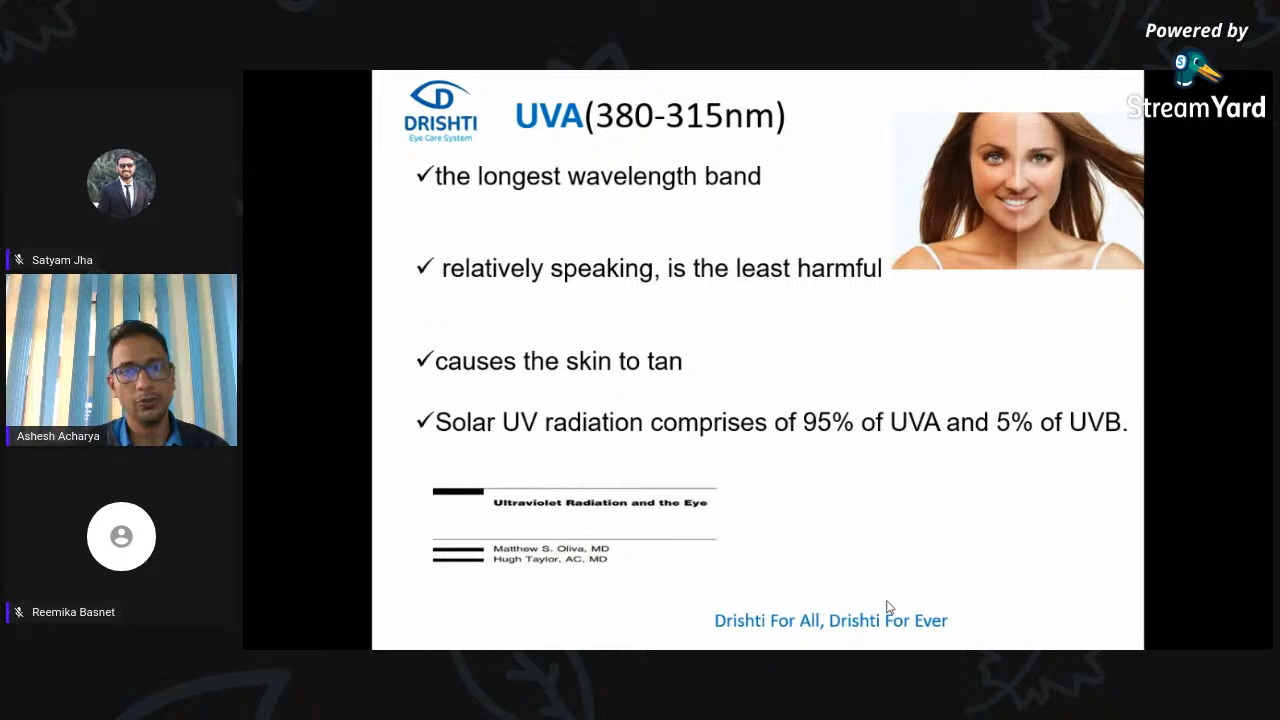 Powered by
StreamYard
DRISHTI
Eye Care System
UVA(380-315nm)
✓the longest wavelength band
✓ relatively speaking, is the least harmful
✓causes the skin to tan
✓Solar UV radiation comprises of 95% of UVA and 5% of UVB.
Ultraviolet Radiation and the Eye
Matthew S. Oliva, MD
Hugh Taylor, AC, MD
Drishti For All, Drishti For Ever
Satyam Jha
Ashesh Acharya
Reemika Basnet